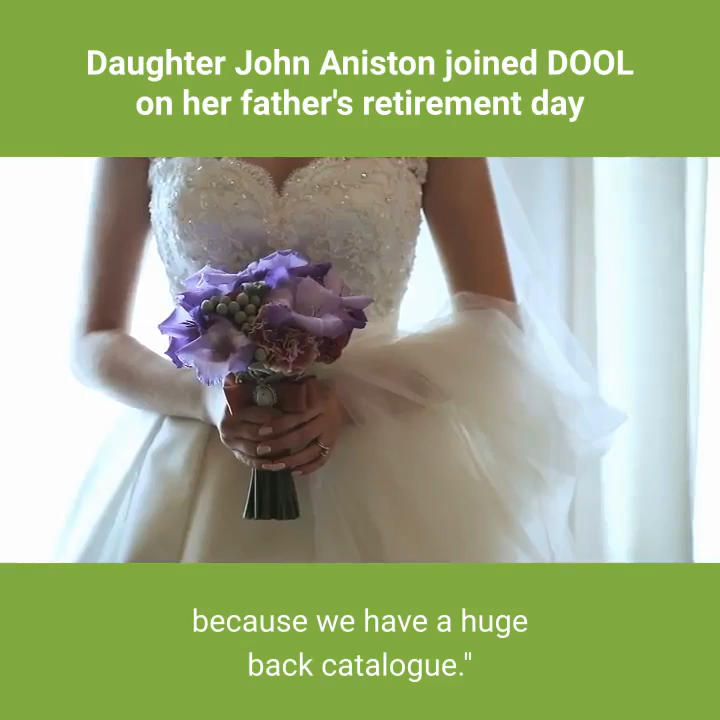 Daughter John Aniston joined DOOL
on her father's retirement day
because we have a huge
back catalogue."